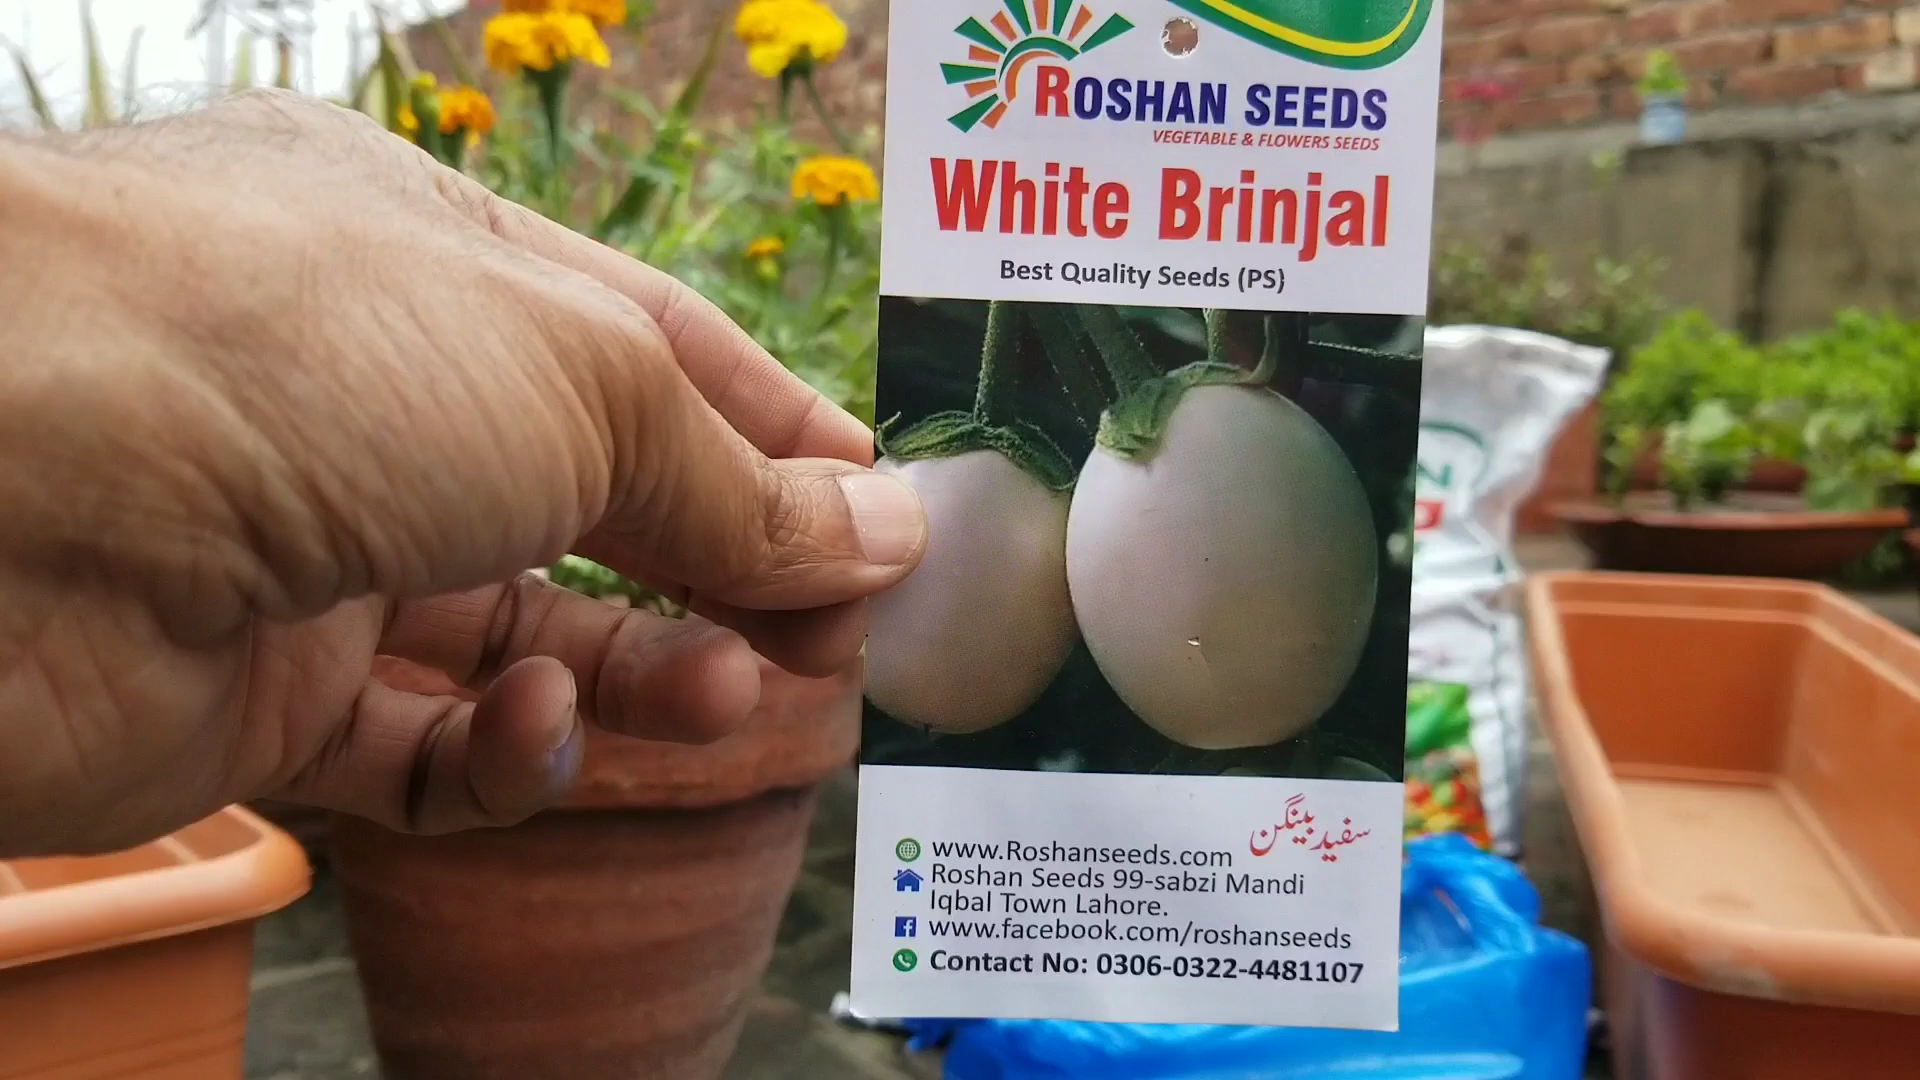 ROSHAN SEEDS
VEGETABLE & FLOWERS SEEDS
White Brinjal
Best Quality Seeds (PS)
سفید بینگن
www.Roshanseeds.com
Roshan Seeds 99-sabzi Mandi
Iqbal Town Lahore.
www.facebook.com/roshanseeds
Contact No: 0306-0322-4481107